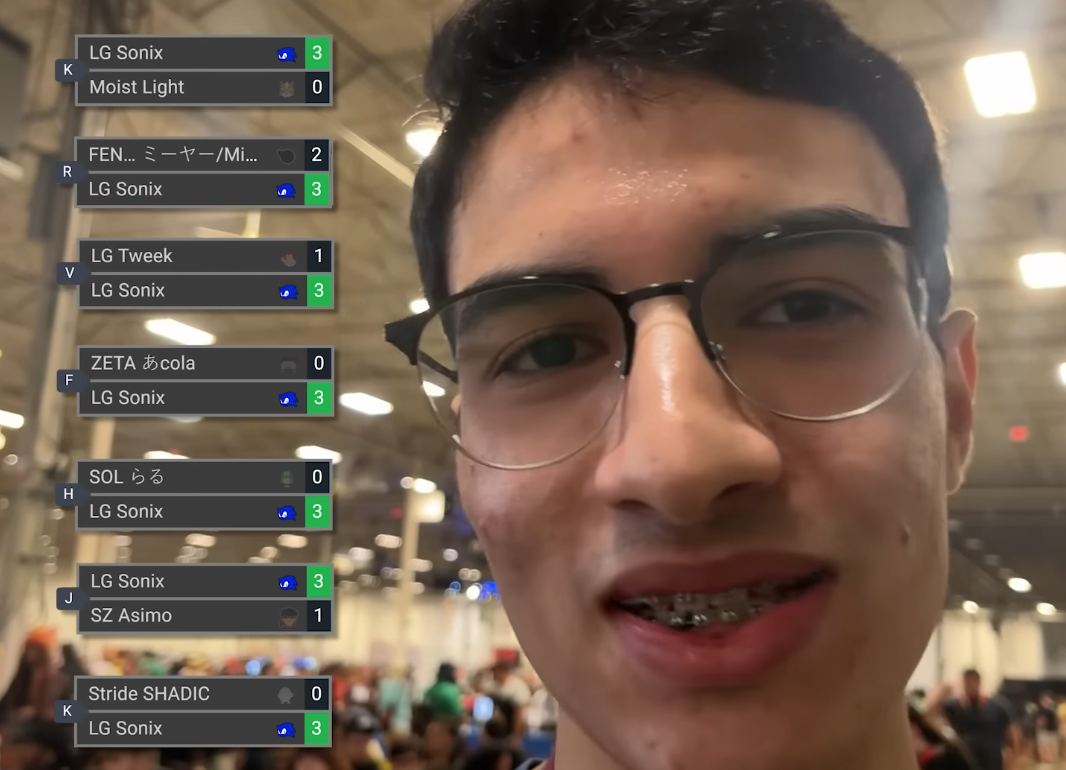 K
LG Sonix 3
Moist Light 0
R
FEN... ミーヤー/Mi... 2
LG Sonix 3
V
LG Tweek 1
LG Sonix 3
F
ZETA あcola 0
LG Sonix 3
H
SOL らる 0
LG Sonix 3
J
LG Sonix 3
SZ Asimo 1
K
Stride SHADIC 0
LG Sonix 3